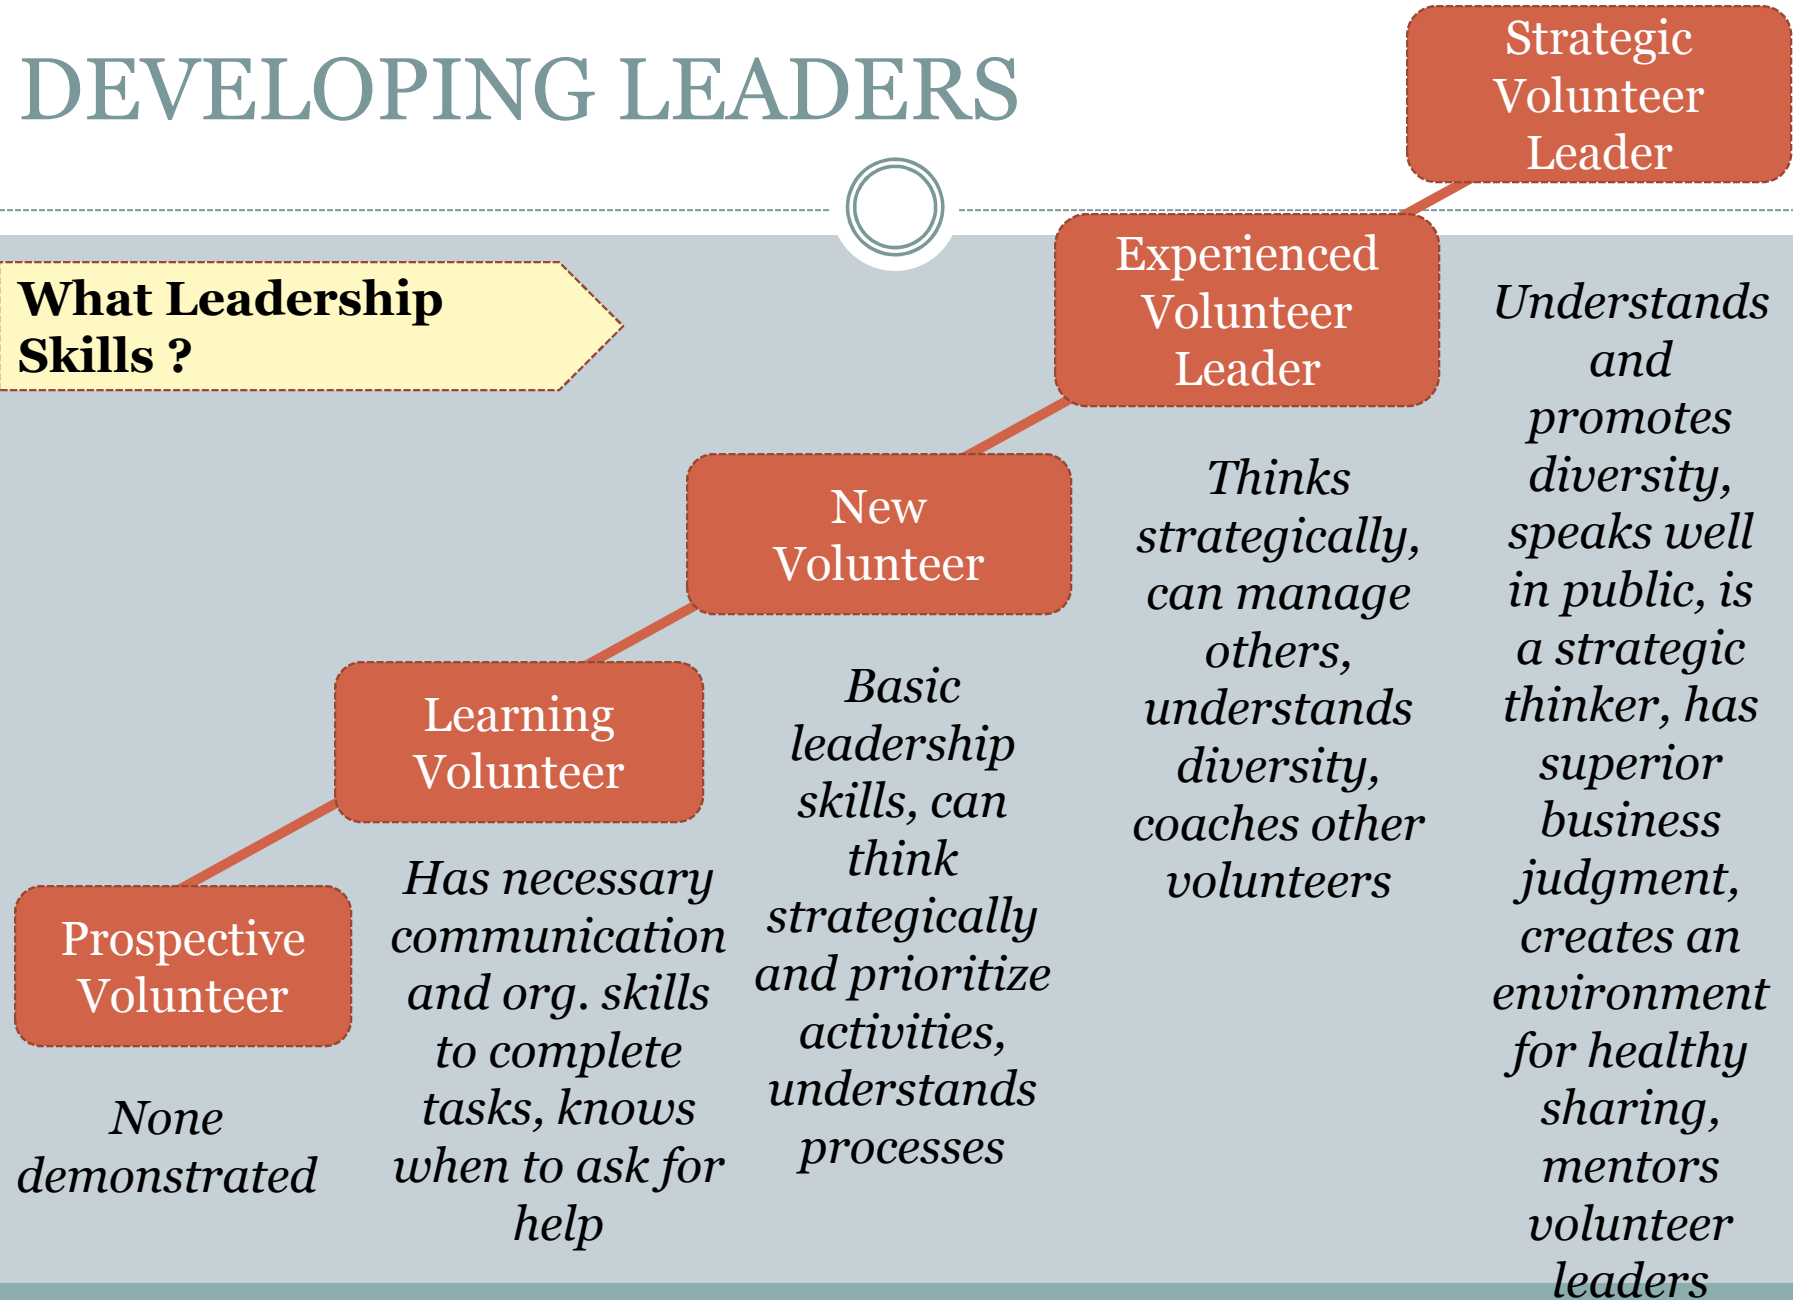 DEVELOPING LEADERS
What Leadership
Skills ?
Prospective
Volunteer
None
demonstrated
Learning
Volunteer
Has necessary
communication
and org. skills
to complete
tasks, knows
when to ask for
help
New
Volunteer
Basic
leadership
skills, can
think
strategically
and prioritize
activities,
understands
processes
Experienced
Volunteer
Leader
Thinks
strategically,
can manage
others,
understands
diversity,
coaches other
volunteers
Strategic
Volunteer
Leader
Understands
and
promotes
diversity,
speaks well
in public, is
a strategic
thinker, has
superior
business
judgment,
creates an
environment
for healthy
sharing,
mentors
volunteer
leaders